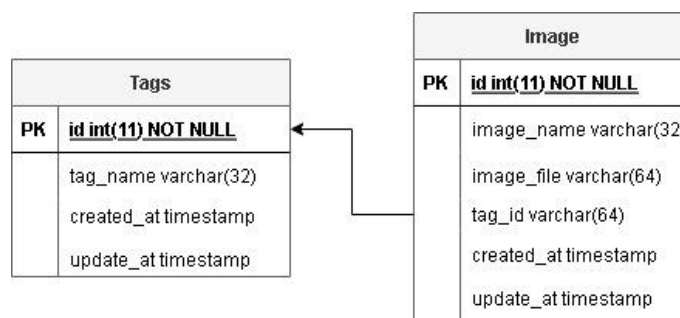 Tags
PK id int(11) NOT NULL
tag_name varchar(32)
created_at timestamp
update_at timestamp
Image
PK id int(11) NOT NULL
image_name varchar(32
image_file varchar(64)
tag_id varchar(64)
created_at timestamp
update_at timestamp